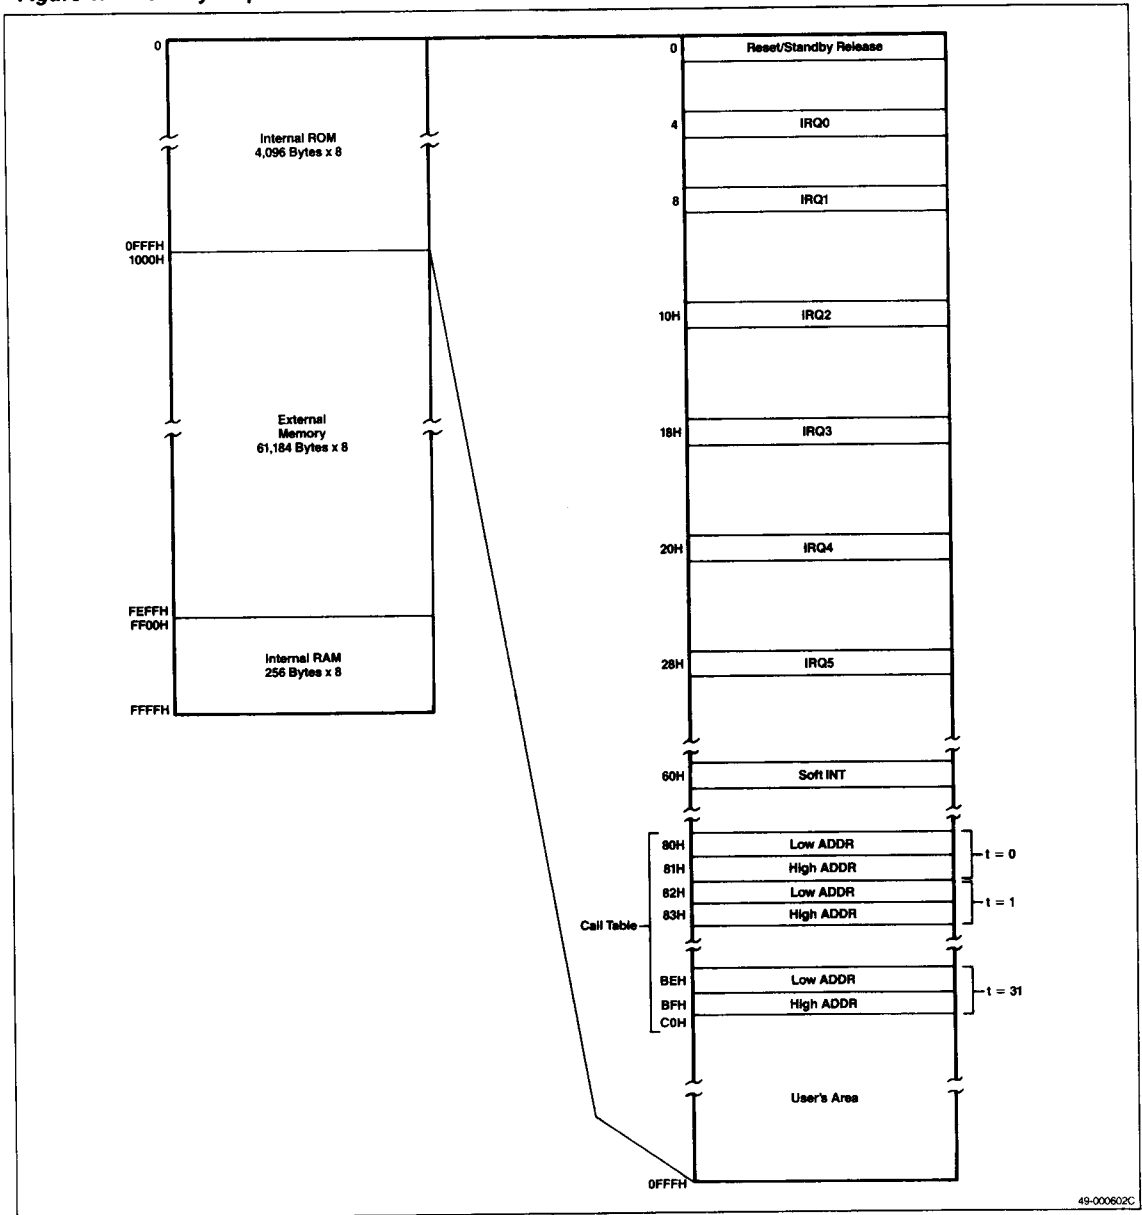 0
Internal ROM
4,096 Bytes x 8
0FFFH
1000H
External
Memory
61,184 Bytes x 8
FEFFH
FF00H
Internal RAM
256 Bytes x 8
FFFFH
0
Reset/Standby Release
4
IRQ0
8
IRQ1
10H
IRQ2
18H
IRQ3
20H
IRQ4
28H
IRQ5
60H
Soft INT
Call Table
80H
Low ADDR
81H
High ADDR
t = 0
82H
Low ADDR
83H
High ADDR
t = 1
BEH
Low ADDR
BFH
High ADDR
t = 31
C0H
User's Area
0FFFH
49-000602C